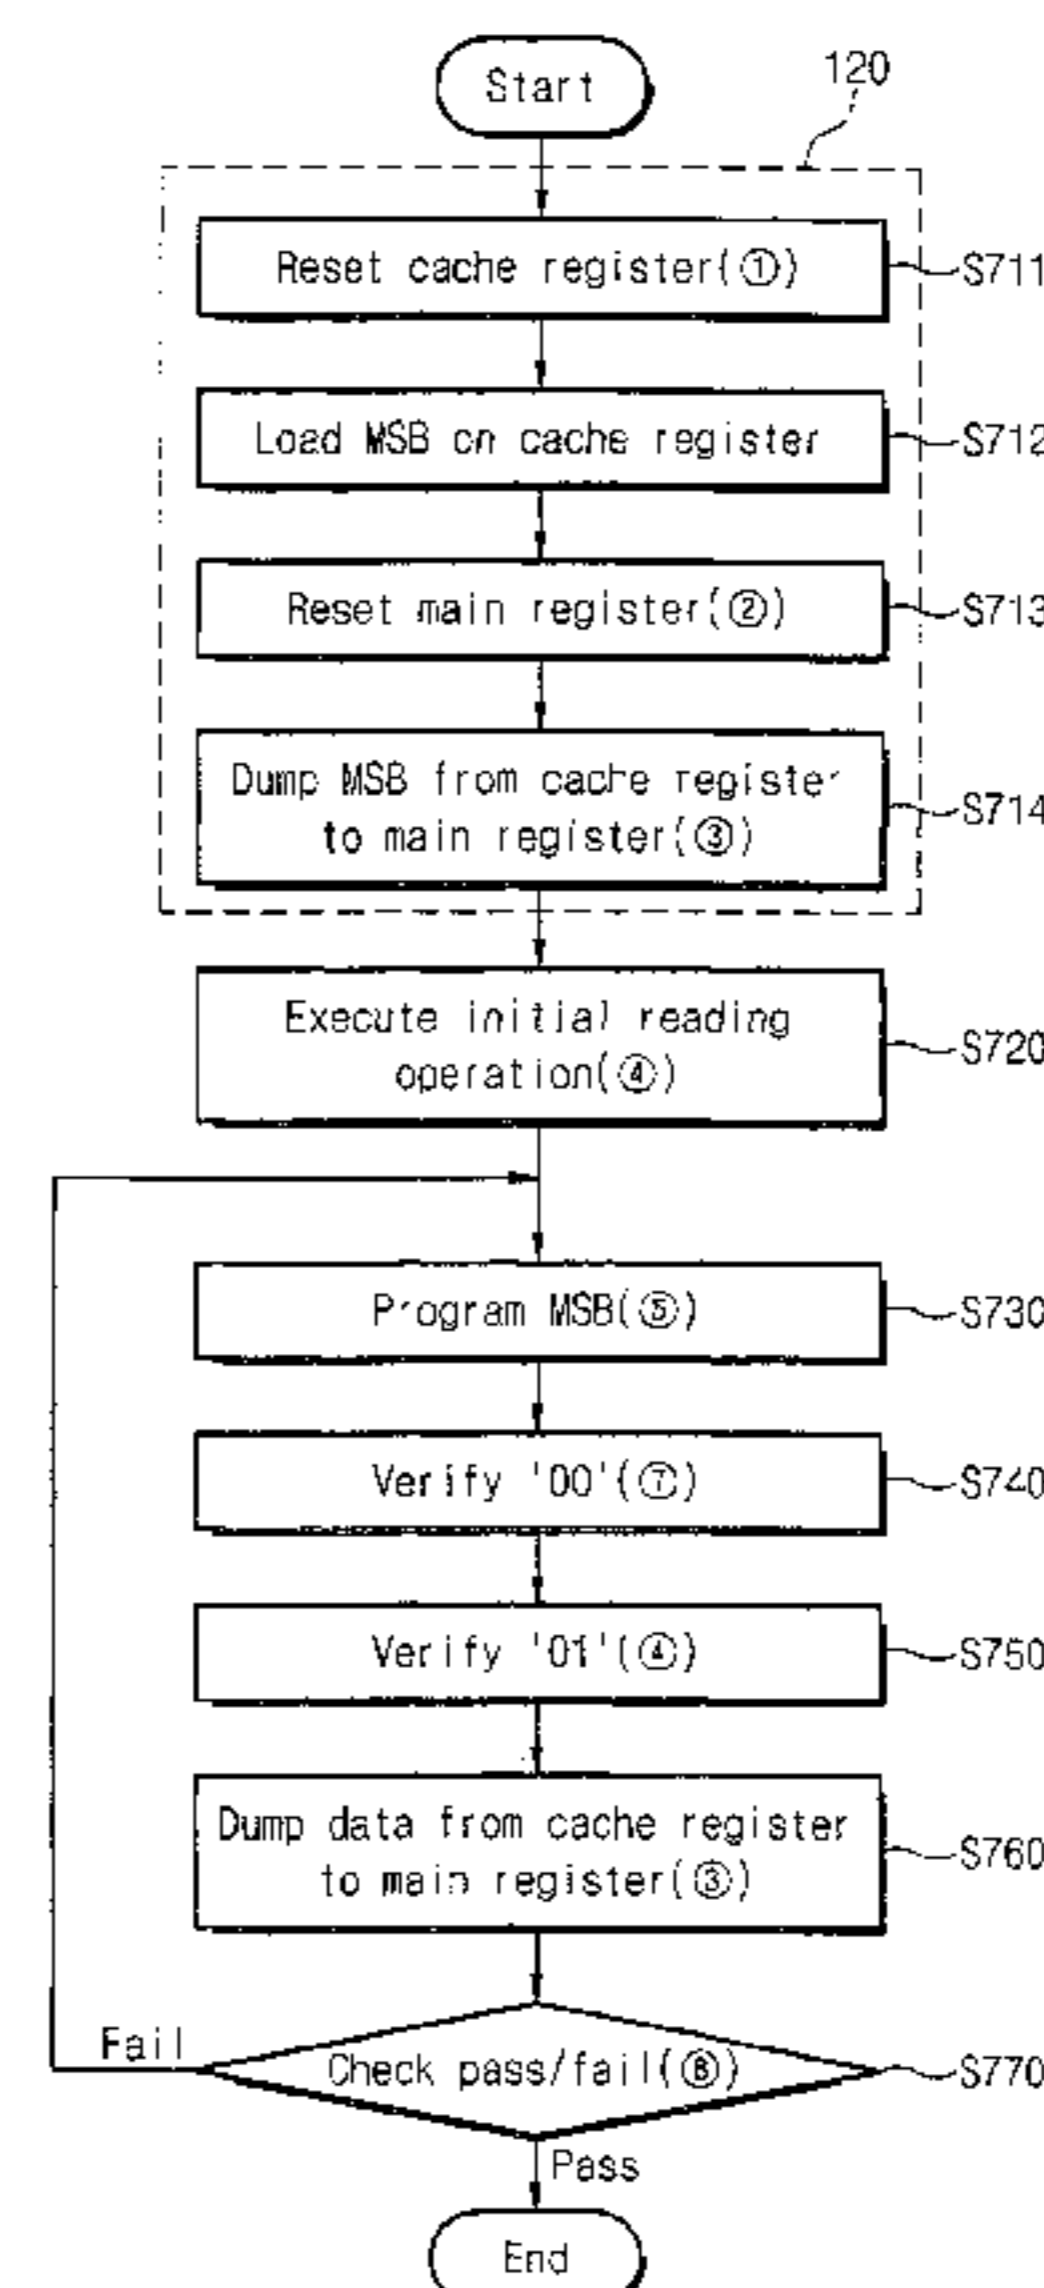 Start
120
Reset cache register(①)
S711
Load MSB on cache register
S712
Reset main register(②)
S713
Dump MSB from cache register
to main register(③)
S714
Execute initial reading
operation(④)
S720
Program MSB(⑤)
S730
Verify '00'(⑦)
S740
Verify '01'(④)
S750
Dump data from cache register
to main register(③)
S760
Fail
Check pass/fail(⑧)
S770
Pass
End